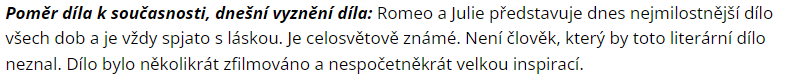 Poměr díla k současnosti, dnešní vyznění díla: Romeo a Julie představuje dnes nejmilostnější dílo
všech dob a je vždy spjato s láskou. Je celosvětově známé. Není člověk, který by toto literární dílo
neznal. Dílo bylo několikrát zfilmováno a nespočetněkrát velkou inspirací.